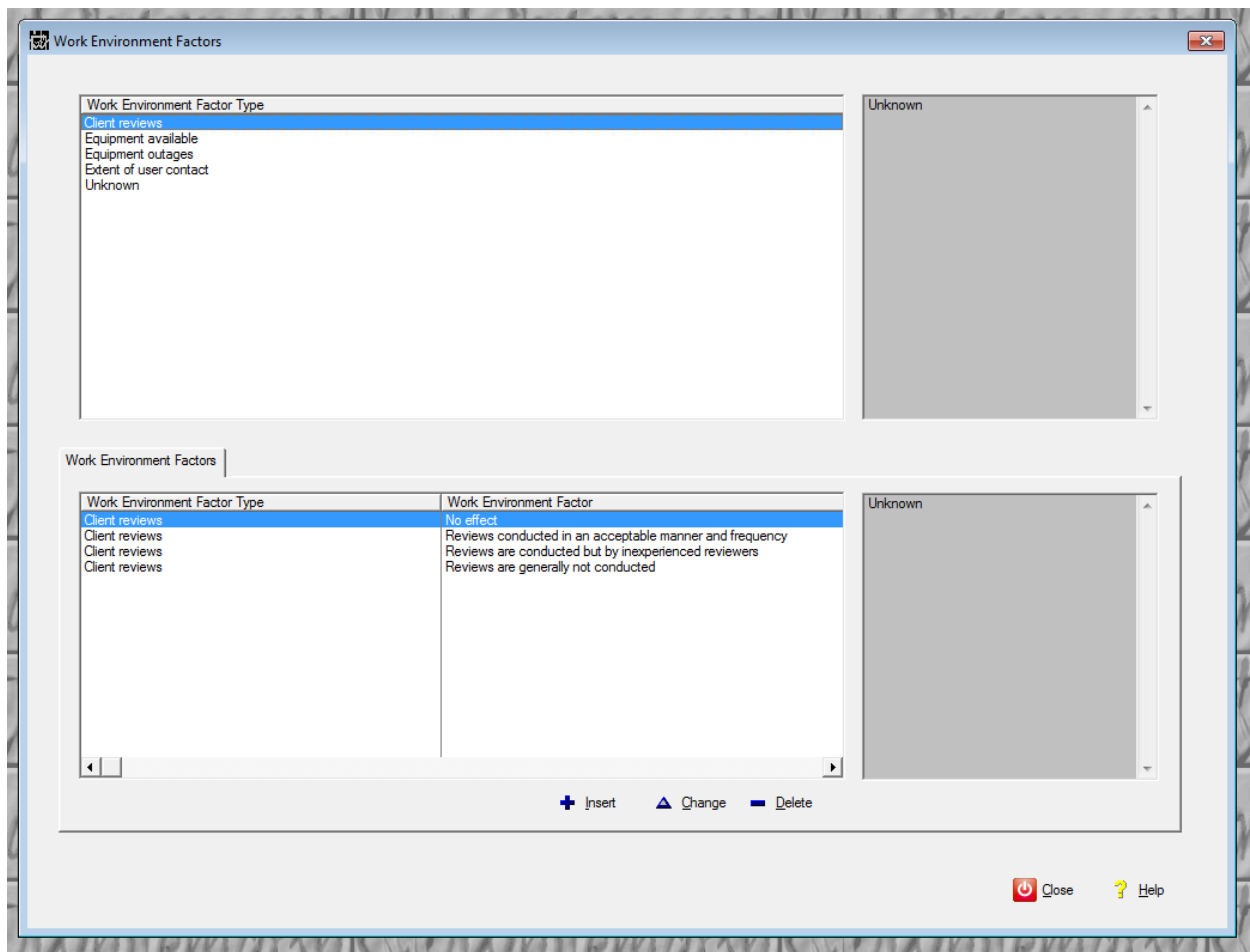 Work Environment Factors
Work Environment Factor Type
Client reviews
Equipment available
Equipment outages
Extent of user contact
Unknown
Unknown
Work Environment Factors
Work Environment Factor Type Work Environment Factor
Client reviews No effect
Client reviews Reviews conducted in an acceptable manner and frequency
Client reviews Reviews are conducted but by inexperienced reviewers
Client reviews Reviews are generally not conducted
Unknown
Insert Change Delete
Close Help